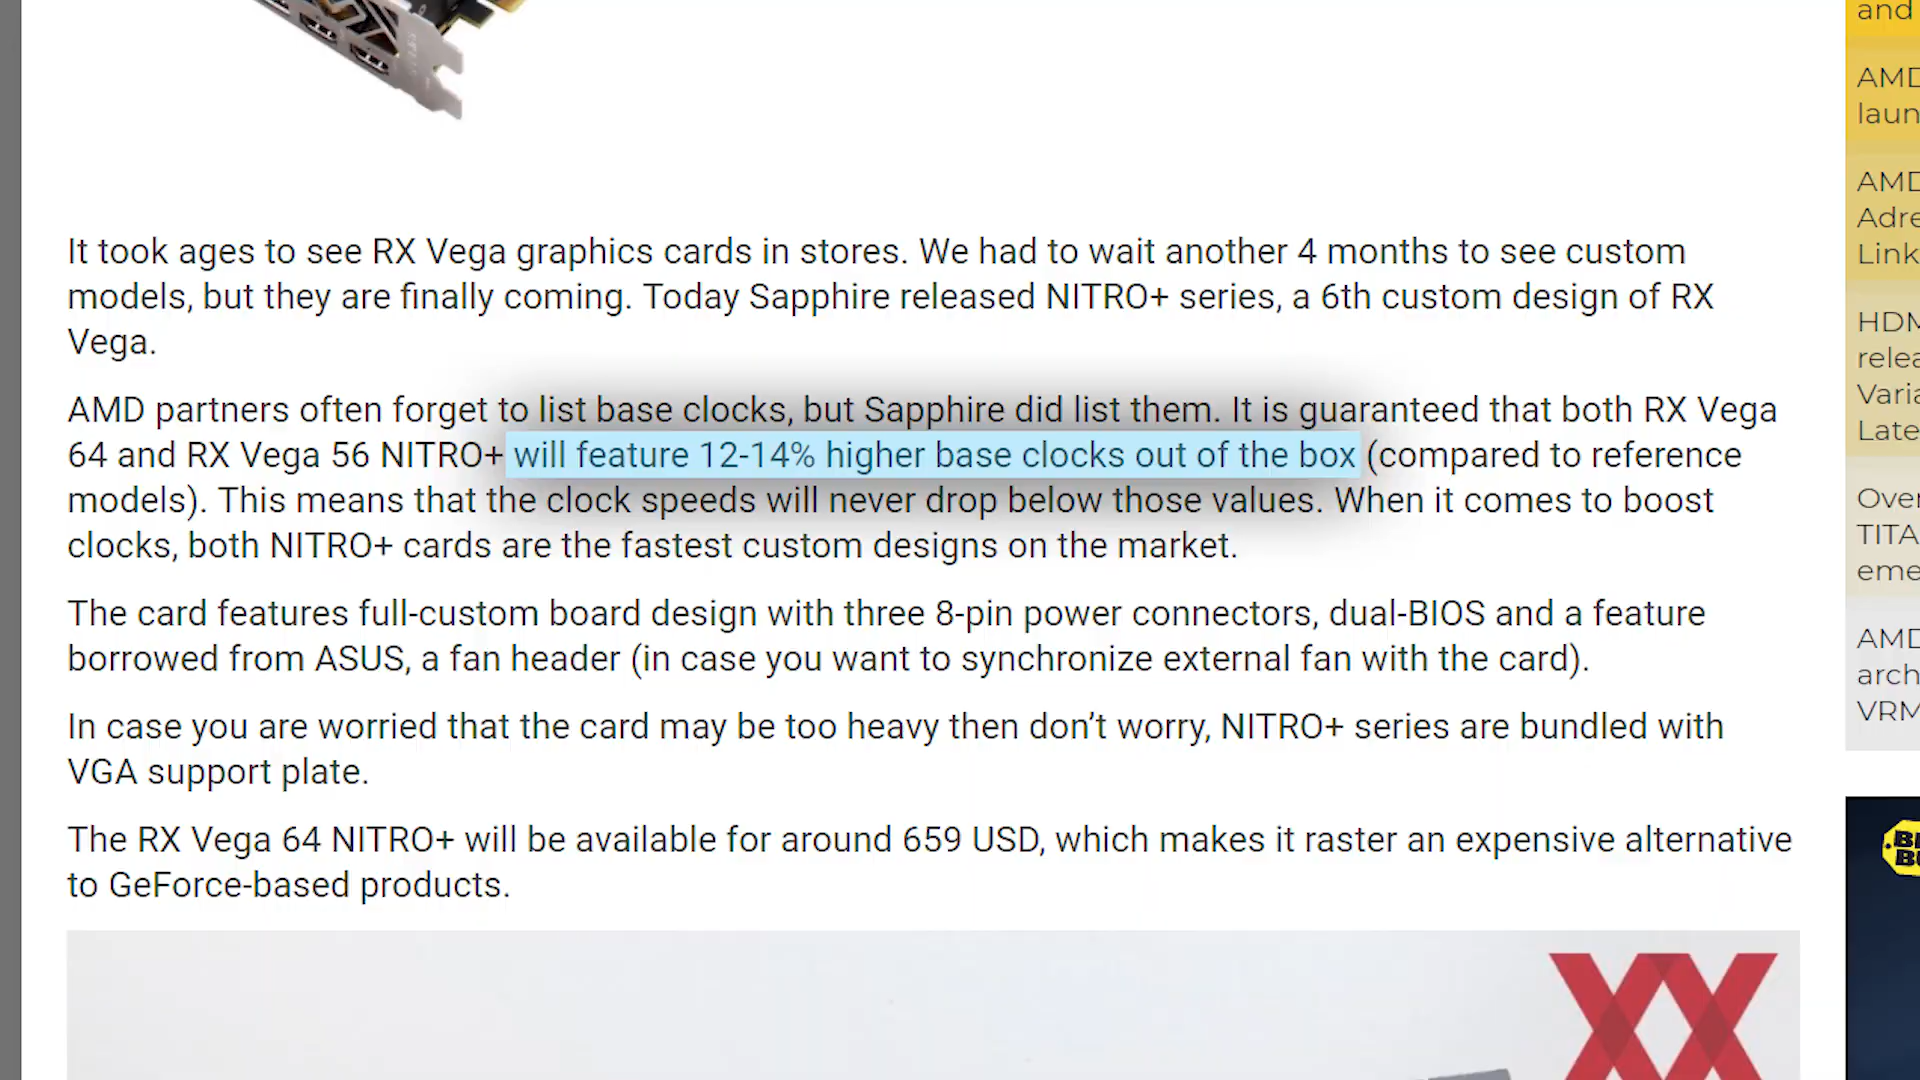 It took ages to see RX Vega graphics cards in stores. We had to wait another 4 months to see custom
models, but they are finally coming. Today Sapphire released NITRO+ series, a 6th custom design of RX
Vega.
AMD partners often forget to list base clocks, but Sapphire did list them. It is guaranteed that both RX Vega
64 and RX Vega 56 NITRO+ will feature 12-14% higher base clocks out of the box (compared to reference
models). This means that the clock speeds will never drop below those values. When it comes to boost
clocks, both NITRO+ cards are the fastest custom designs on the market.
The card features full-custom board design with three 8-pin power connectors, dual-BIOS and a feature
borrowed from ASUS, a fan header (in case you want to synchronize external fan with the card).
In case you are worried that the card may be too heavy then don’t worry, NITRO+ series are bundled with
VGA support plate.
The RX Vega 64 NITRO+ will be available for around 659 USD, which makes it raster an expensive alternative
to GeForce-based products.
and
AMD
laun
AMD
Adre
Link
HDM
relea
Varia
Late
Over
TITA
eme
AMD
arch
VRM